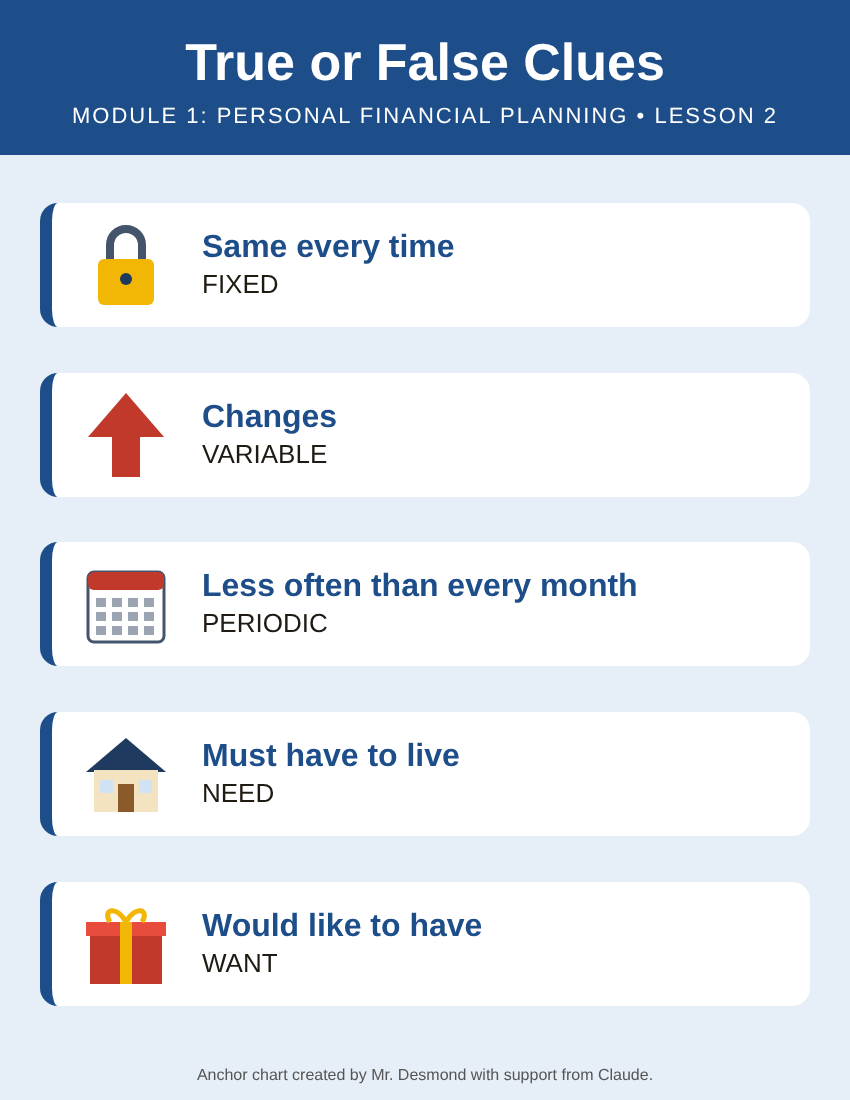 True or False Clues
MODULE 1: PERSONAL FINANCIAL PLANNING • LESSON 2
Same every time
FIXED
Changes
VARIABLE
Less often than every month
PERIODIC
Must have to live
NEED
Would like to have
WANT
Anchor chart created by Mr. Desmond with support from Claude.